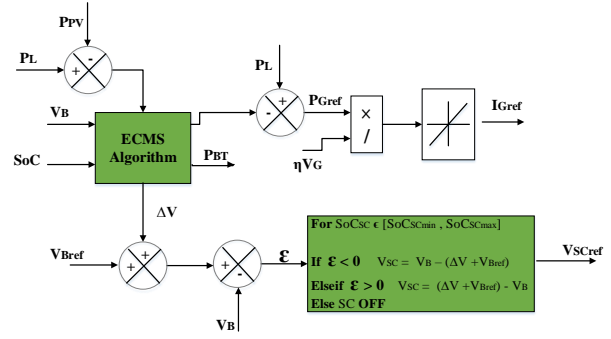 PPV
-
PL
+
PL
VB
+
-
PGref
x
/
IGref
ECMS
Algorithm
SoC
PBT
ηVG
ΔV
For SoCSC ϵ [SoCSCmin , SoCSCmax]
VBref
+
+
+
-
ε
If ε < 0 VSC = VB – (ΔV +VBref)
VSCref
Elseif ε > 0 VSC = (ΔV +VBref) - VB
Else SC OFF
VB